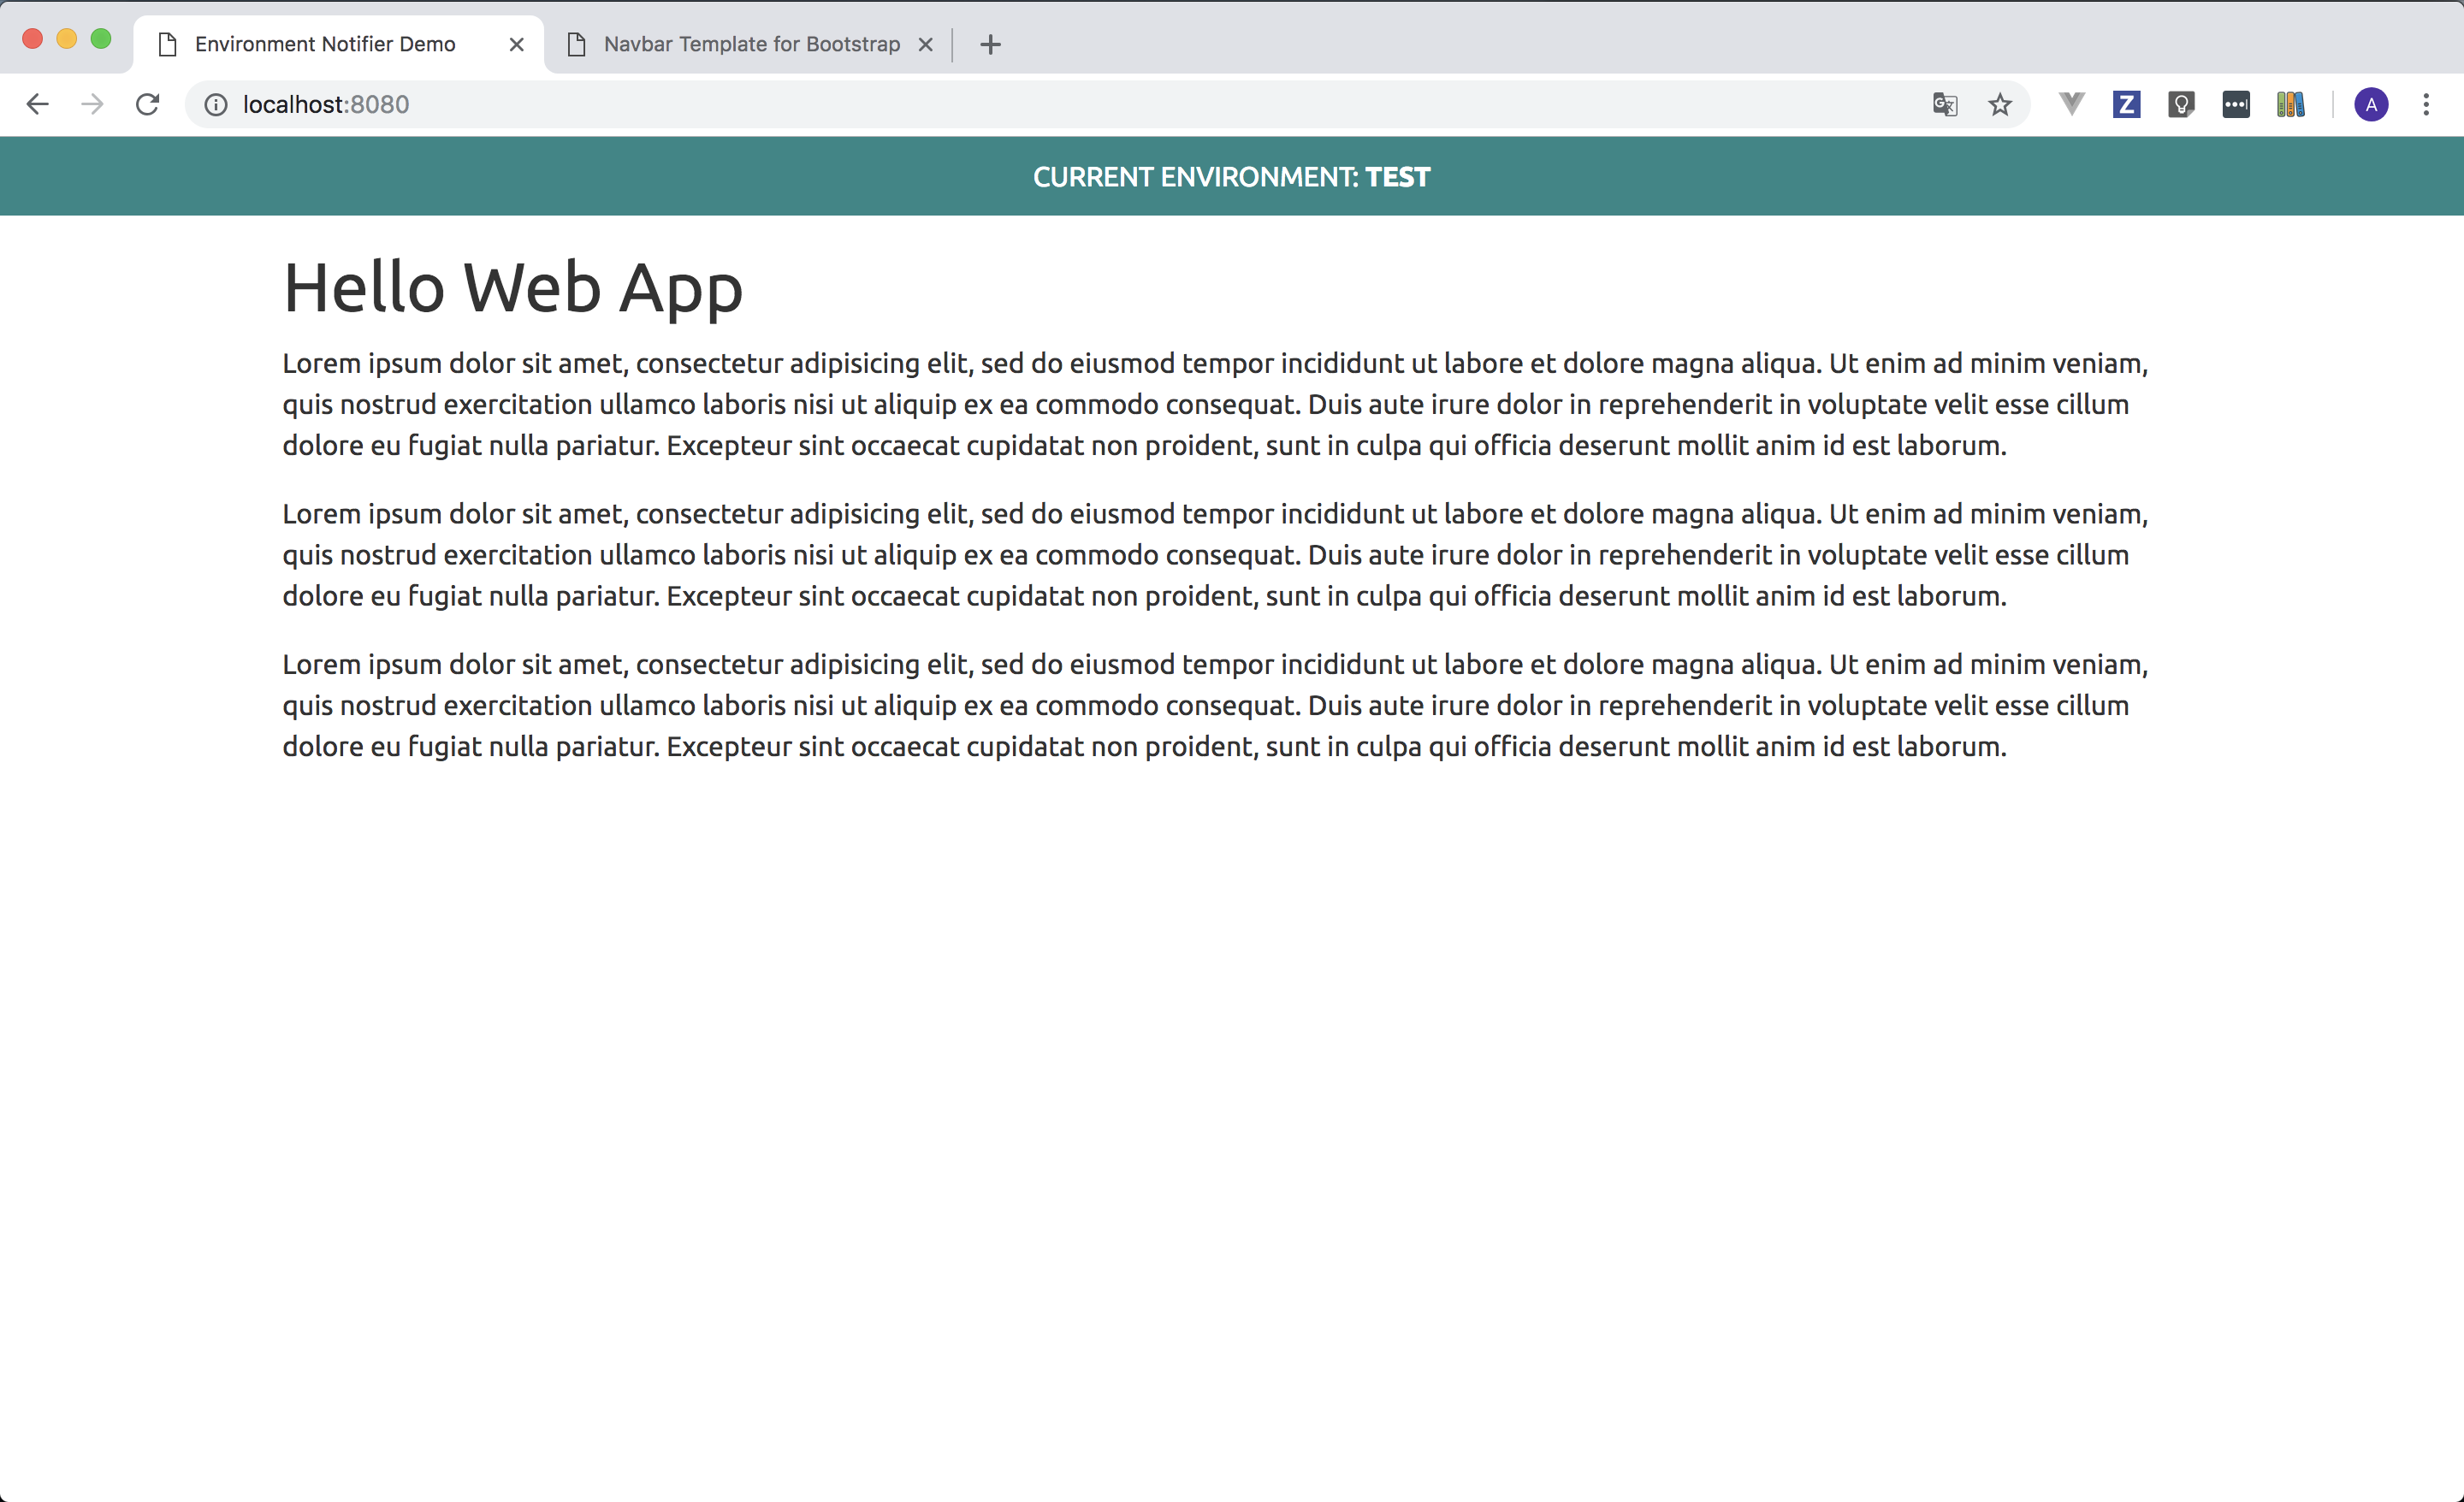 Environment Notifier Demo
Navbar Template for Bootstrap
localhost:8080
A
CURRENT ENVIRONMENT: TEST
Hello Web App
Lorem ipsum dolor sit amet, consectetur adipisicing elit, sed do eiusmod tempor incididunt ut labore et dolore magna aliqua. Ut enim ad minim veniam,
quis nostrud exercitation ullamco laboris nisi ut aliquip ex ea commodo consequat. Duis aute irure dolor in reprehenderit in voluptate velit esse cillum
dolore eu fugiat nulla pariatur. Excepteur sint occaecat cupidatat non proident, sunt in culpa qui officia deserunt mollit anim id est laborum.
Lorem ipsum dolor sit amet, consectetur adipisicing elit, sed do eiusmod tempor incididunt ut labore et dolore magna aliqua. Ut enim ad minim veniam,
quis nostrud exercitation ullamco laboris nisi ut aliquip ex ea commodo consequat. Duis aute irure dolor in reprehenderit in voluptate velit esse cillum
dolore eu fugiat nulla pariatur. Excepteur sint occaecat cupidatat non proident, sunt in culpa qui officia deserunt mollit anim id est laborum.
Lorem ipsum dolor sit amet, consectetur adipisicing elit, sed do eiusmod tempor incididunt ut labore et dolore magna aliqua. Ut enim ad minim veniam,
quis nostrud exercitation ullamco laboris nisi ut aliquip ex ea commodo consequat. Duis aute irure dolor in reprehenderit in voluptate velit esse cillum
dolore eu fugiat nulla pariatur. Excepteur sint occaecat cupidatat non proident, sunt in culpa qui officia deserunt mollit anim id est laborum.